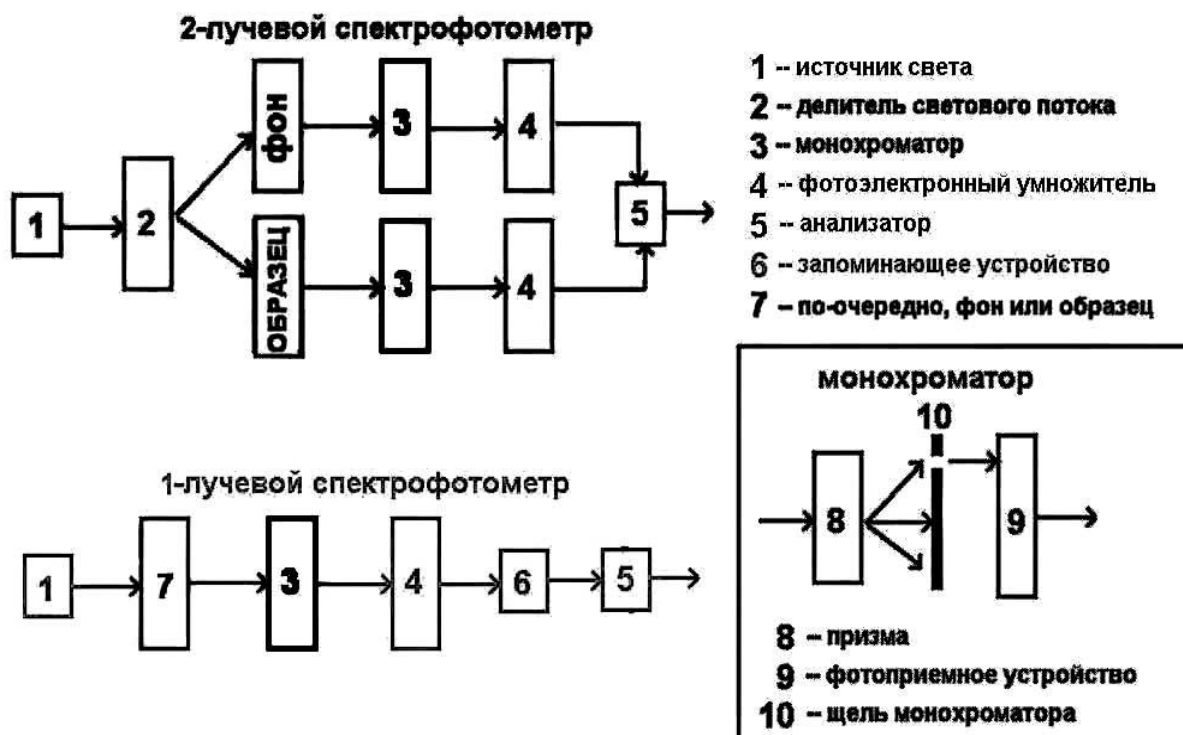 2-лучевой спектрофотометр
1
2
ФОН
3
4
ОБРАЗЕЦ
3
4
5
1 -- источник света
2 – делитель светового потока
3 – монохроматор
4 -- фотоэлектронный умножитель
5 -- анализатор
6 -- запоминающее устройство
7 – по-очередно, фон или образец
1-лучевой спектрофотометр
1
7
3
4
6
5
монохроматор
10
8
9
8 – призма
9 – фотоприемное устройство
10 – щель монохроматора